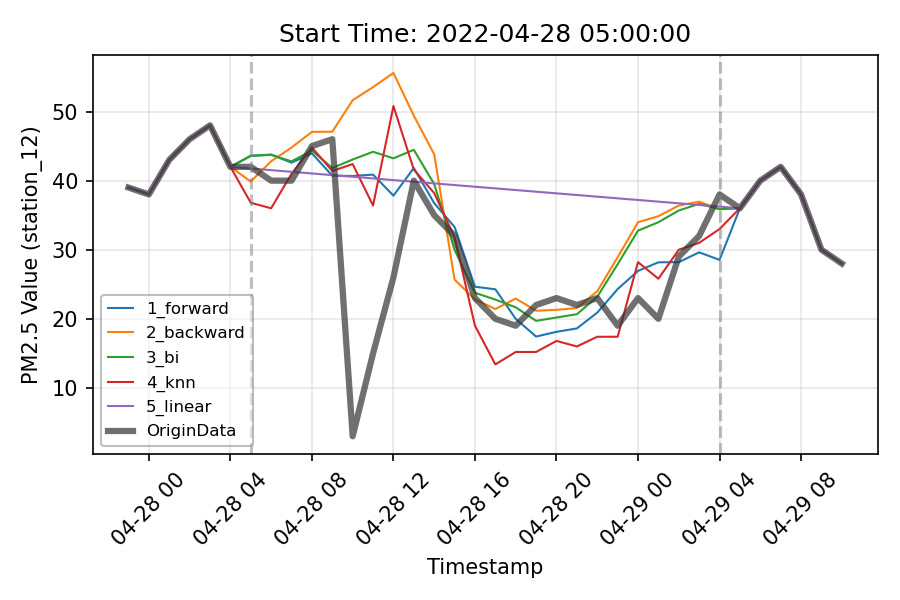 Start Time: 2022-04-28 05:00:00
PM2.5 Value (station_12)
50
40
30
20
10
1_forward
2_backward
3_bi
4_knn
5_linear
OriginData
04-28 00
04-28 04
04-28 08
04-28 12
04-28 16
04-28 20
04-29 00
04-29 04
04-29 08
Timestamp